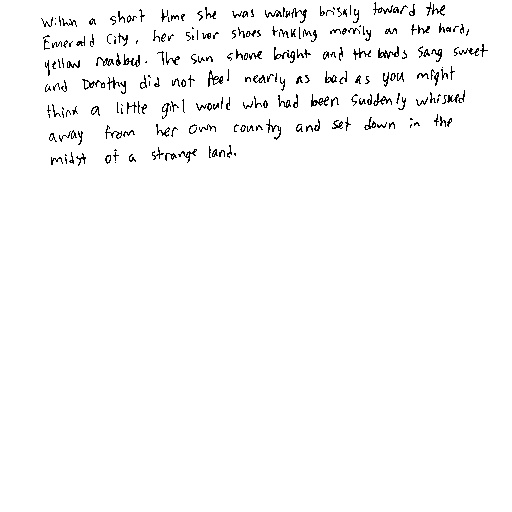 Within a short time she was walking briskly toward the
Emerald City, her silver shoes tinkling merrily on the hard,
yellow roadbed. The sun shone bright and the birds sang sweet
and Dorothy did not feel nearly as bad as you might
think a little girl would who had been suddenly whisked
away from her own country and set down in the
midst of a strange land.